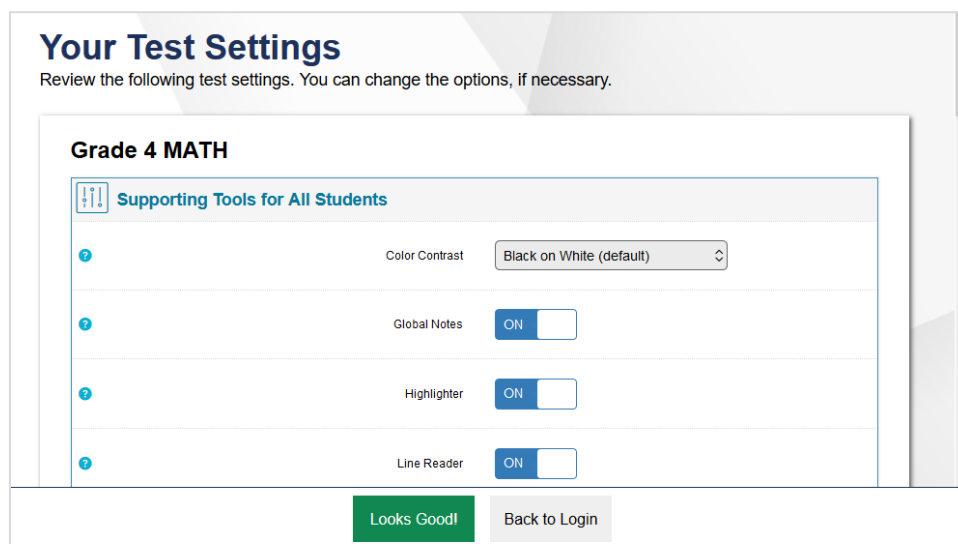 Your Test Settings
Review the following test settings. You can change the options, if necessary.
Grade 4 MATH
Supporting Tools for All Students
? Color Contrast Black on White (default)
? Global Notes ON
? Highlighter ON
? Line Reader ON
Looks Good! Back to Login